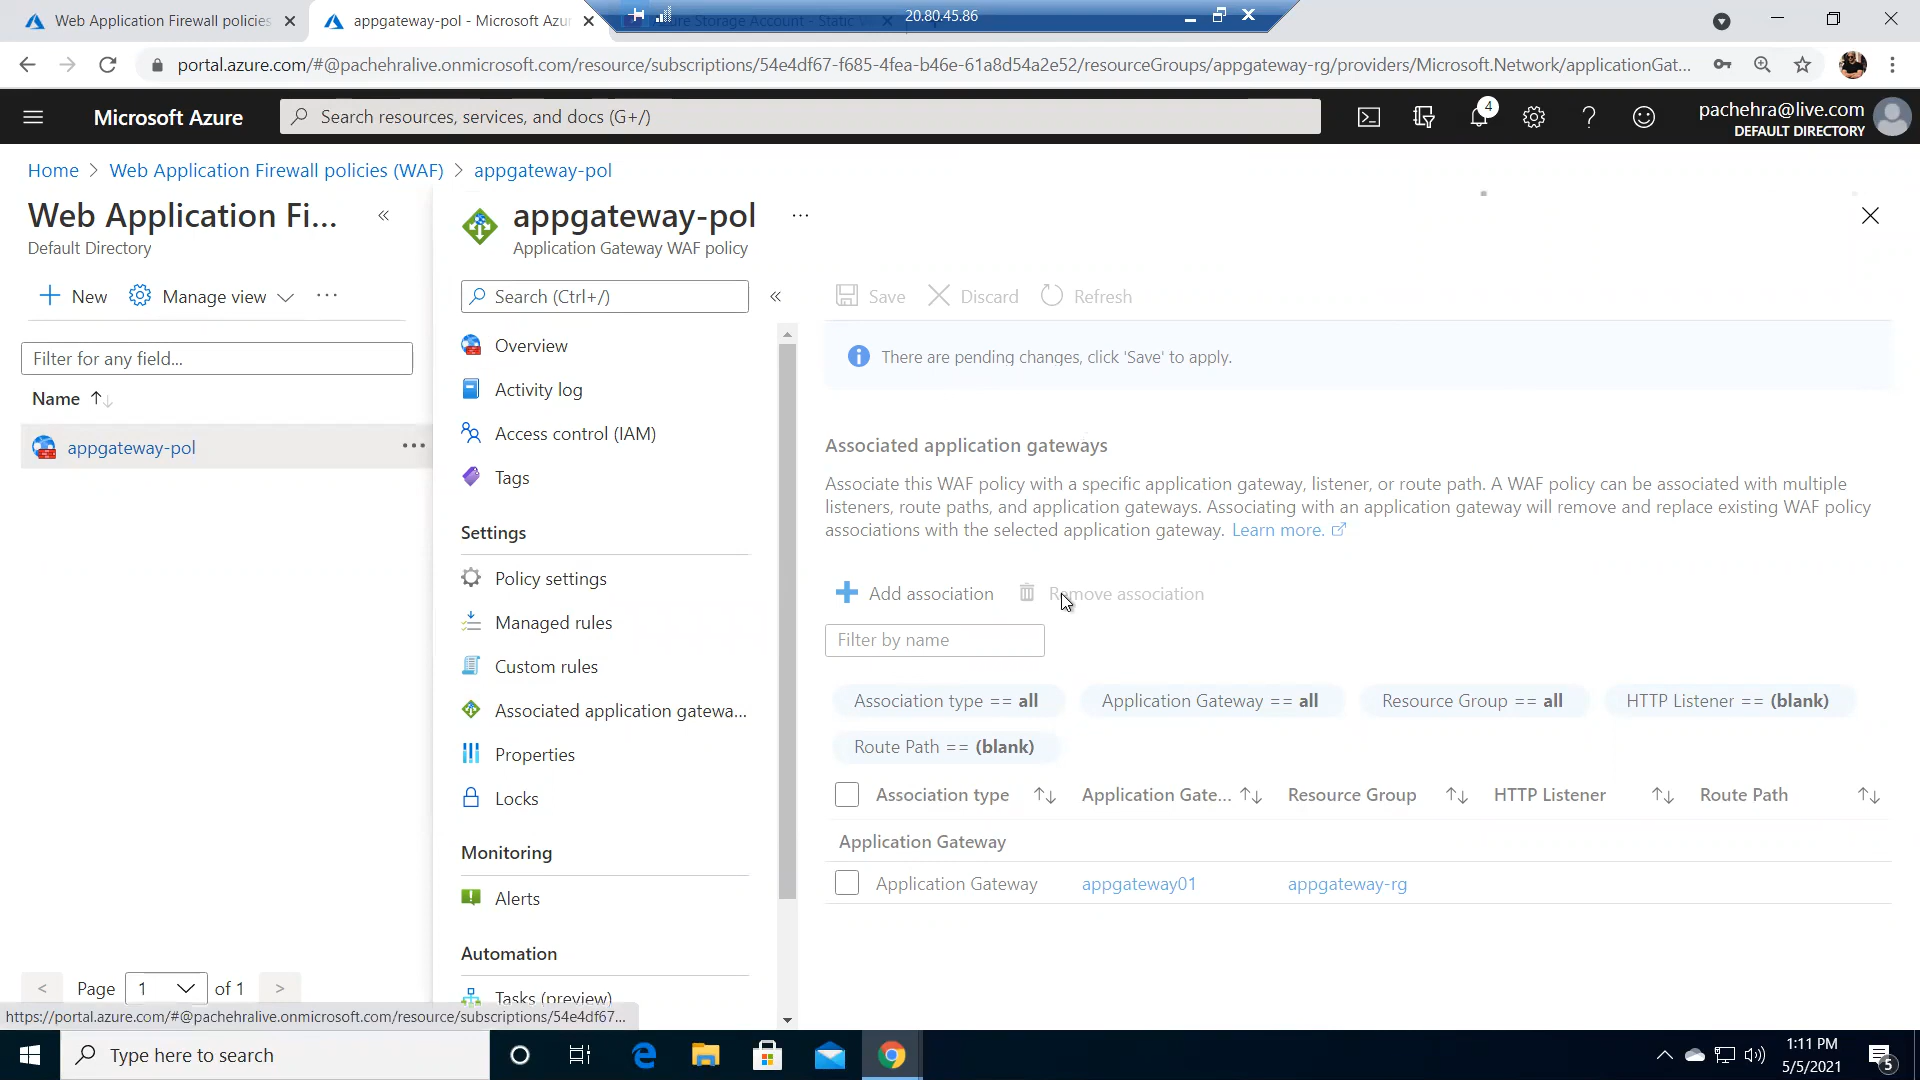 Web Application Firewall policies
appgateway-pol - Microsoft Azu
20.80.45.86
portal.azure.com/#@pachehralive.onmicrosoft.com/resource/subscriptions/54e4df67-f685-4fea-b46e-61a8d54a2e52/resourceGroups/appgateway-rg/providers/Microsoft.Network/applicationGat...
Microsoft Azure
Search resources, services, and docs (G+/)
4
pachehra@live.com
DEFAULT DIRECTORY
Home > Web Application Firewall policies (WAF) > appgateway-pol
Web Application Fi...
Default Directory
New
Manage view
Filter for any field...
Name
appgateway-pol
Page 1 of 1
appgateway-pol
Application Gateway WAF policy
Search (Ctrl+/)
Overview
Activity log
Access control (IAM)
Tags
Settings
Policy settings
Managed rules
Custom rules
Associated application gatewa...
Properties
Locks
Monitoring
Alerts
Automation
Tasks (preview)
Save Discard Refresh
There are pending changes, click 'Save' to apply.
Associated application gateways
Associate this WAF policy with a specific application gateway, listener, or route path. A WAF policy can be associated with multiple
listeners, route paths, and application gateways. Associating with an application gateway will remove and replace existing WAF policy
associations with the selected application gateway. Learn more.
Add association Remove association
Filter by name
Association type == all Application Gateway == all Resource Group == all HTTP Listener == (blank)
Route Path == (blank)
Association type Application Gate... Resource Group HTTP Listener Route Path
Application Gateway
Application Gateway appgateway01 appgateway-rg
https://portal.azure.com/#@pachehralive.onmicrosoft.com/resource/subscriptions/54e4df67...
Type here to search
1:11 PM
5/5/2021
5